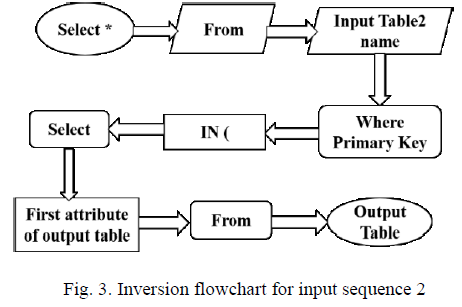 Select *
From
Input Table2
name
Where
Primary Key
IN (
Select
First attribute
of output table
From
Output
Table
Fig. 3. Inversion flowchart for input sequence 2